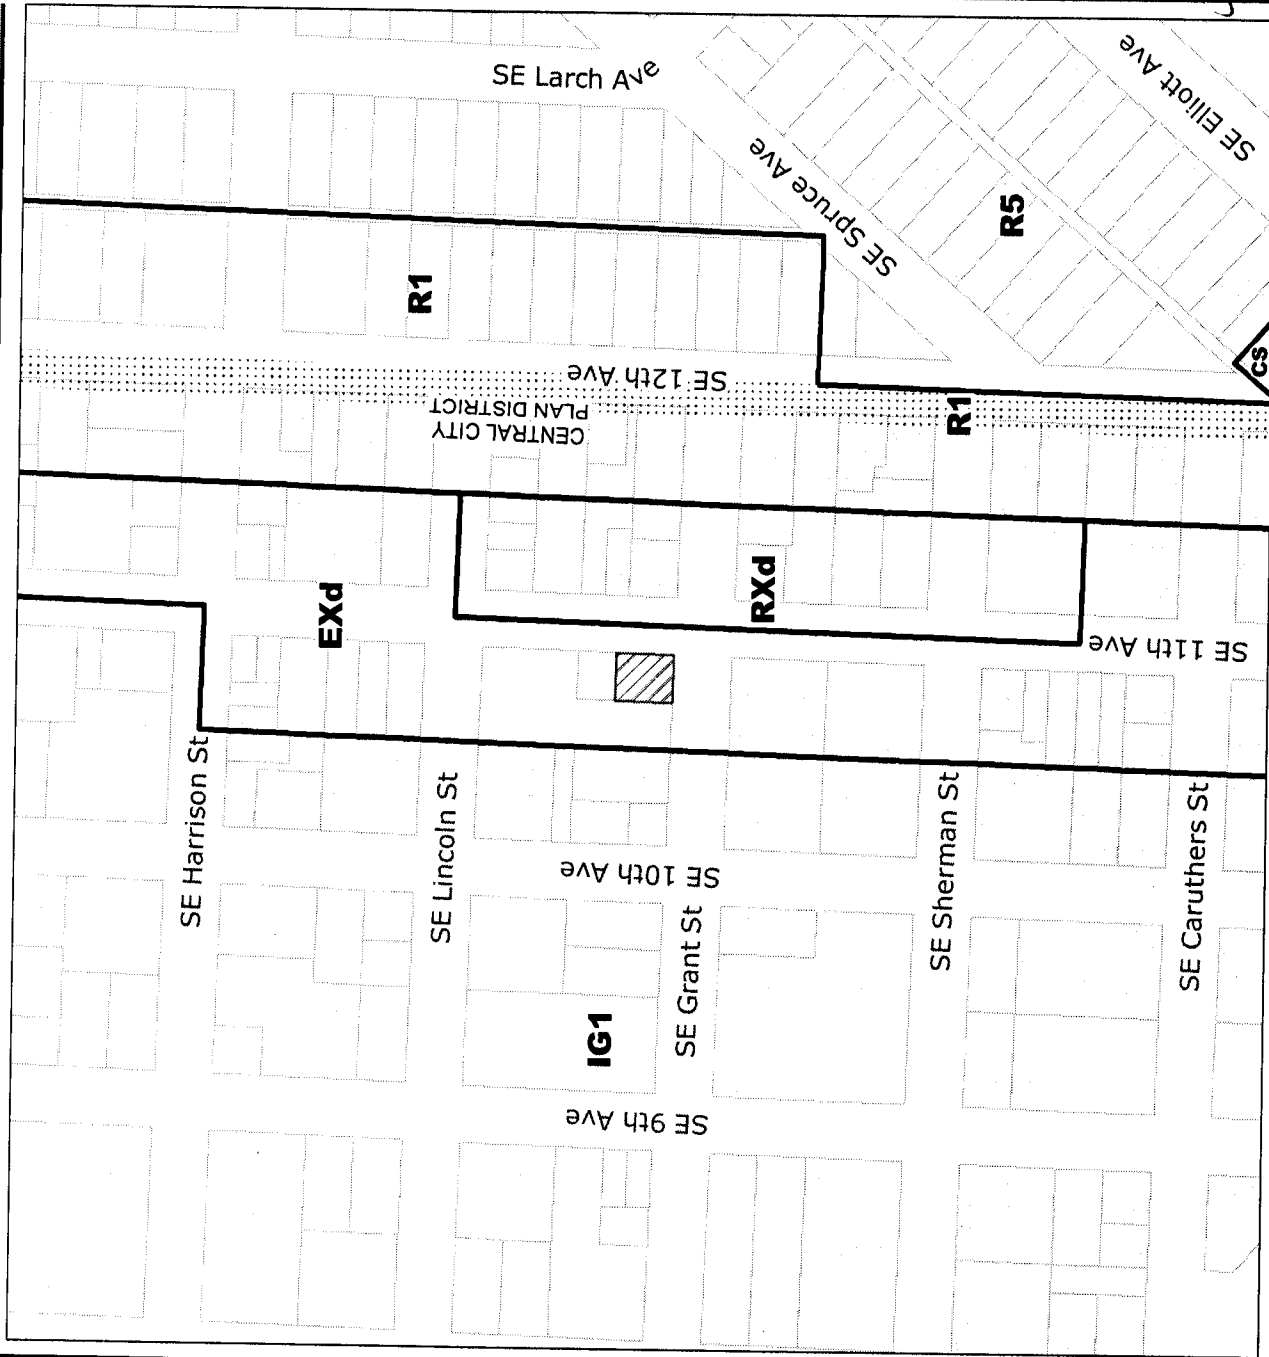 SE Larch Ave
SE Elliott Ave
SE Spruce Ave
R5
R1
SE 12th Ave
CENTRAL CITY
PLAN DISTRICT
R1
CS
EXd
RXd
SE 11th Ave
SE Harrison St
SE Lincoln St
SE 10th Ave
SE Grant St
SE Sherman St
SE Caruthers St
IG1
SE 9th Ave